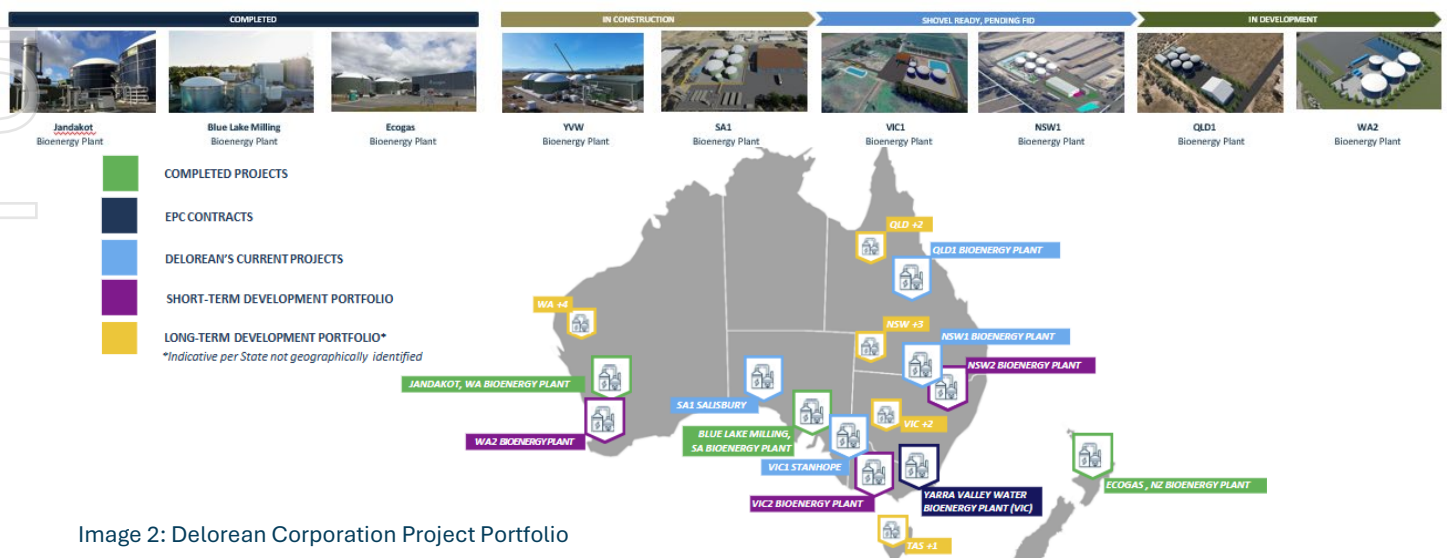 COMPLETED
IN CONSTRUCTION
SHOVEL READY, PENDING FID
IN DEVELOPMENT
Jandakot
Bioenergy Plant
Blue Lake Milling
Bioenergy Plant
Ecogas
Bioenergy Plant
YVW
Bioenergy Plant
SA1
Bioenergy Plant
VIC1
Bioenergy Plant
NSW1
Bioenergy Plant
QLD1
Bioenergy Plant
WA2
Bioenergy Plant
COMPLETED PROJECTS
EPC CONTRACTS
DELOREAN'S CURRENT PROJECTS
SHORT-TERM DEVELOPMENT PORTFOLIO
LONG-TERM DEVELOPMENT PORTFOLIO*
*Indicative per State not geographically identified
QLD +2
QLD1 BIOENERGY PLANT
WA +4
NSW +3
NSW1 BIOENERGY PLANT
NSW2 BIOENERGY PLANT
JANDAKOT, WA BIOENERGY PLANT
SA1 SALISBURY
VIC +2
WA2 BIOENERGY PLANT
BLUE LAKE MILLING,
SA BIOENERGY PLANT
VIC1 STANHOPE
ECOGAS , NZ BIOENERGY PLANT
VIC2 BIOENERGY PLANT
YARRA VALLEY WATER
BIOENERGY PLANT (VIC)
TAS +1
Image 2: Delorean Corporation Project Portfolio